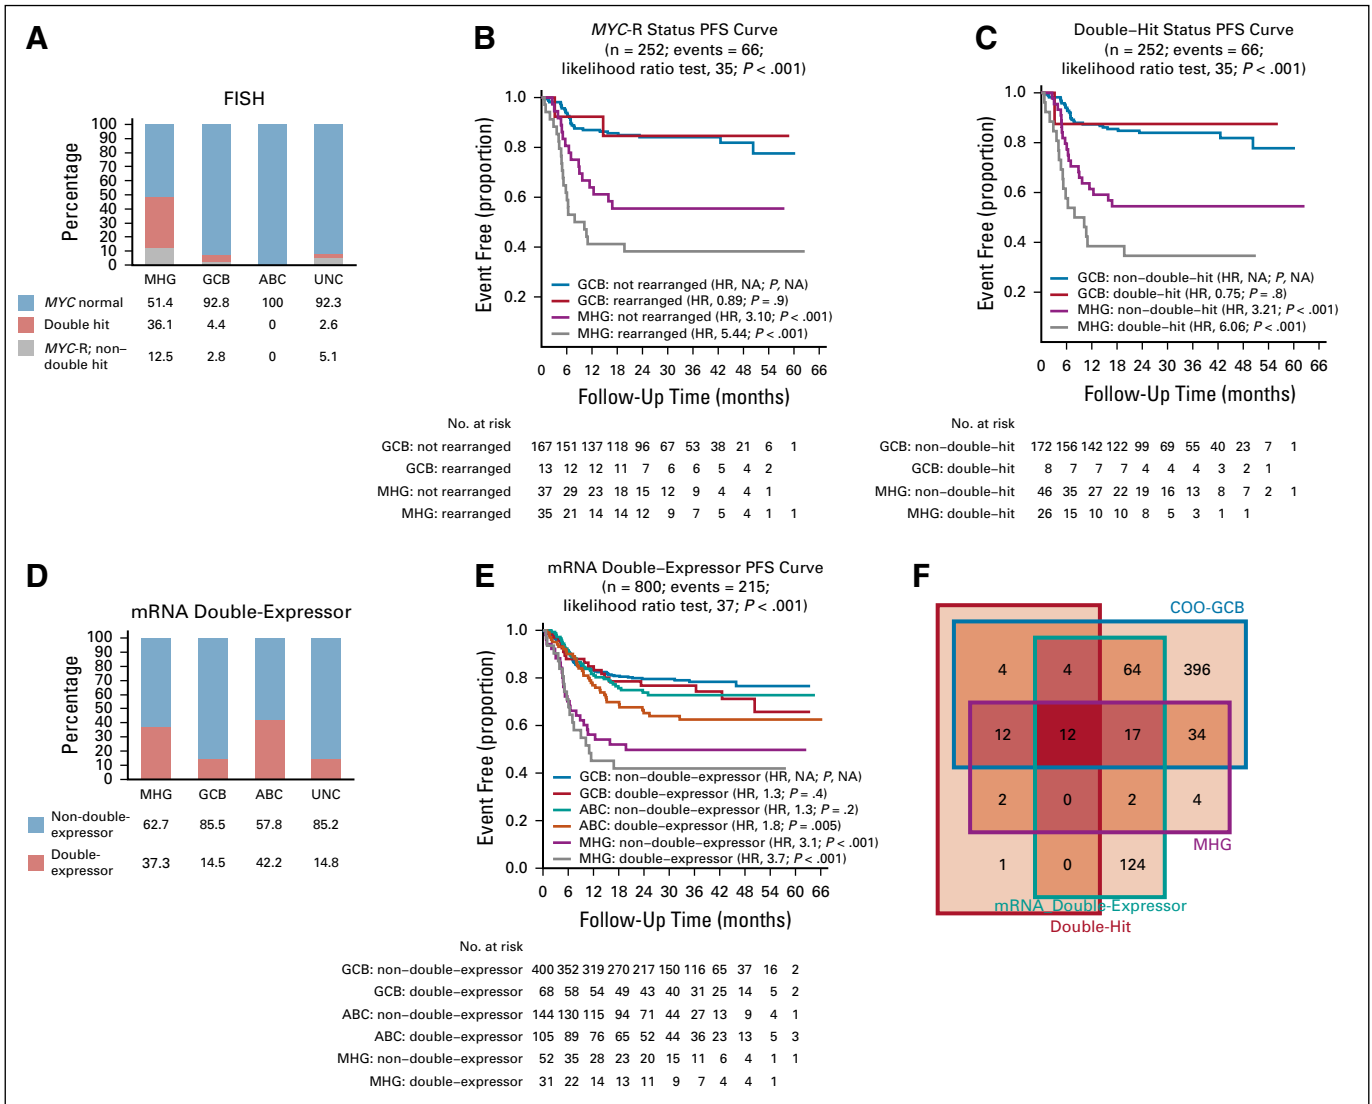 A
FISH
Percentage
100
90
80
70
60
50
40
30
20
10
0
MHG GCB ABC UNC
MYC normal 51.4 92.8 100 92.3
Double hit 36.1 4.4 0 2.6
MYC-R; non–
double hit 12.5 2.8 0 5.1
B
MYC-R Status PFS Curve
(n = 252; events = 66;
likelihood ratio test, 35; P < .001)
Event Free (proportion)
1.0
0.8
0.6
0.4
0.2
GCB: not rearranged (HR, NA; P, NA)
GCB: rearranged (HR, 0.89; P = .9)
MHG: not rearranged (HR, 3.10; P < .001)
MHG: rearranged (HR, 5.44; P < .001)
0 6 12 18 24 30 36 42 48 54 60 66
Follow-Up Time (months)
No. at risk
GCB: not rearranged 167 151 137 118 96 67 53 38 21 6 1
GCB: rearranged 13 12 12 11 7 6 6 5 4 2
MHG: not rearranged 37 29 23 18 15 12 9 4 4 1
MHG: rearranged 35 21 14 14 12 9 7 5 4 1 1
C
Double–Hit Status PFS Curve
(n = 252; events = 66;
likelihood ratio test, 35; P < .001)
Event Free (proportion)
1.0
0.8
0.6
0.4
0.2
GCB: non–double–hit (HR, NA; P, NA)
GCB: double–hit (HR, 0.75; P = .8)
MHG: non–double–hit (HR, 3.21; P < .001)
MHG: double–hit (HR, 6.06; P < .001)
0 6 12 18 24 30 36 42 48 54 60 66
Follow-Up Time (months)
No. at risk
GCB: non–double–hit 172 156 142 122 99 69 55 40 23 7 1
GCB: double–hit 8 7 7 7 4 4 4 3 2 1
MHG: non–double–hit 46 35 27 22 19 16 13 8 7 2 1
MHG: double–hit 26 15 10 10 8 5 3 1 1
D
mRNA Double-Expressor
Percentage
100
90
80
70
60
50
40
30
20
10
0
MHG GCB ABC UNC
Non-double-
expressor 62.7 85.5 57.8 85.2
Double-
expressor 37.3 14.5 42.2 14.8
E
mRNA Double–Expressor PFS Curve
(n = 800; events = 215;
likelihood ratio test, 37; P < .001)
Event Free (proportion)
1.0
0.8
0.6
0.4
0.2
0.0
GCB: non–double–expressor (HR, NA; P, NA)
GCB: double–expressor (HR, 1.3; P = .4)
ABC: non–double–expressor (HR, 1.3; P = .2)
ABC: double–expressor (HR, 1.8; P = .005)
MHG: non–double–expressor (HR, 3.1; P < .001)
MHG: double–expressor (HR, 3.7; P < .001)
0 6 12 18 24 30 36 42 48 54 60 66
Follow-Up Time (months)
No. at risk
GCB: non–double–expressor 400 352 319 270 217 150 116 65 37 16 2
GCB: double–expressor 68 58 54 49 43 40 31 25 14 5 2
ABC: non–double–expressor 144 130 115 94 71 44 27 13 9 4 1
ABC: double–expressor 105 89 76 65 52 44 36 23 13 5 3
MHG: non–double–expressor 52 35 28 23 20 15 11 6 4 1 1
MHG: double–expressor 31 22 14 13 11 9 7 4 4 1
F
COO-GCB
4 4 64 396
12 12 17 34
2 0 2 4
MHG
1 0 124
mRNA_Double-Expressor
Double-Hit